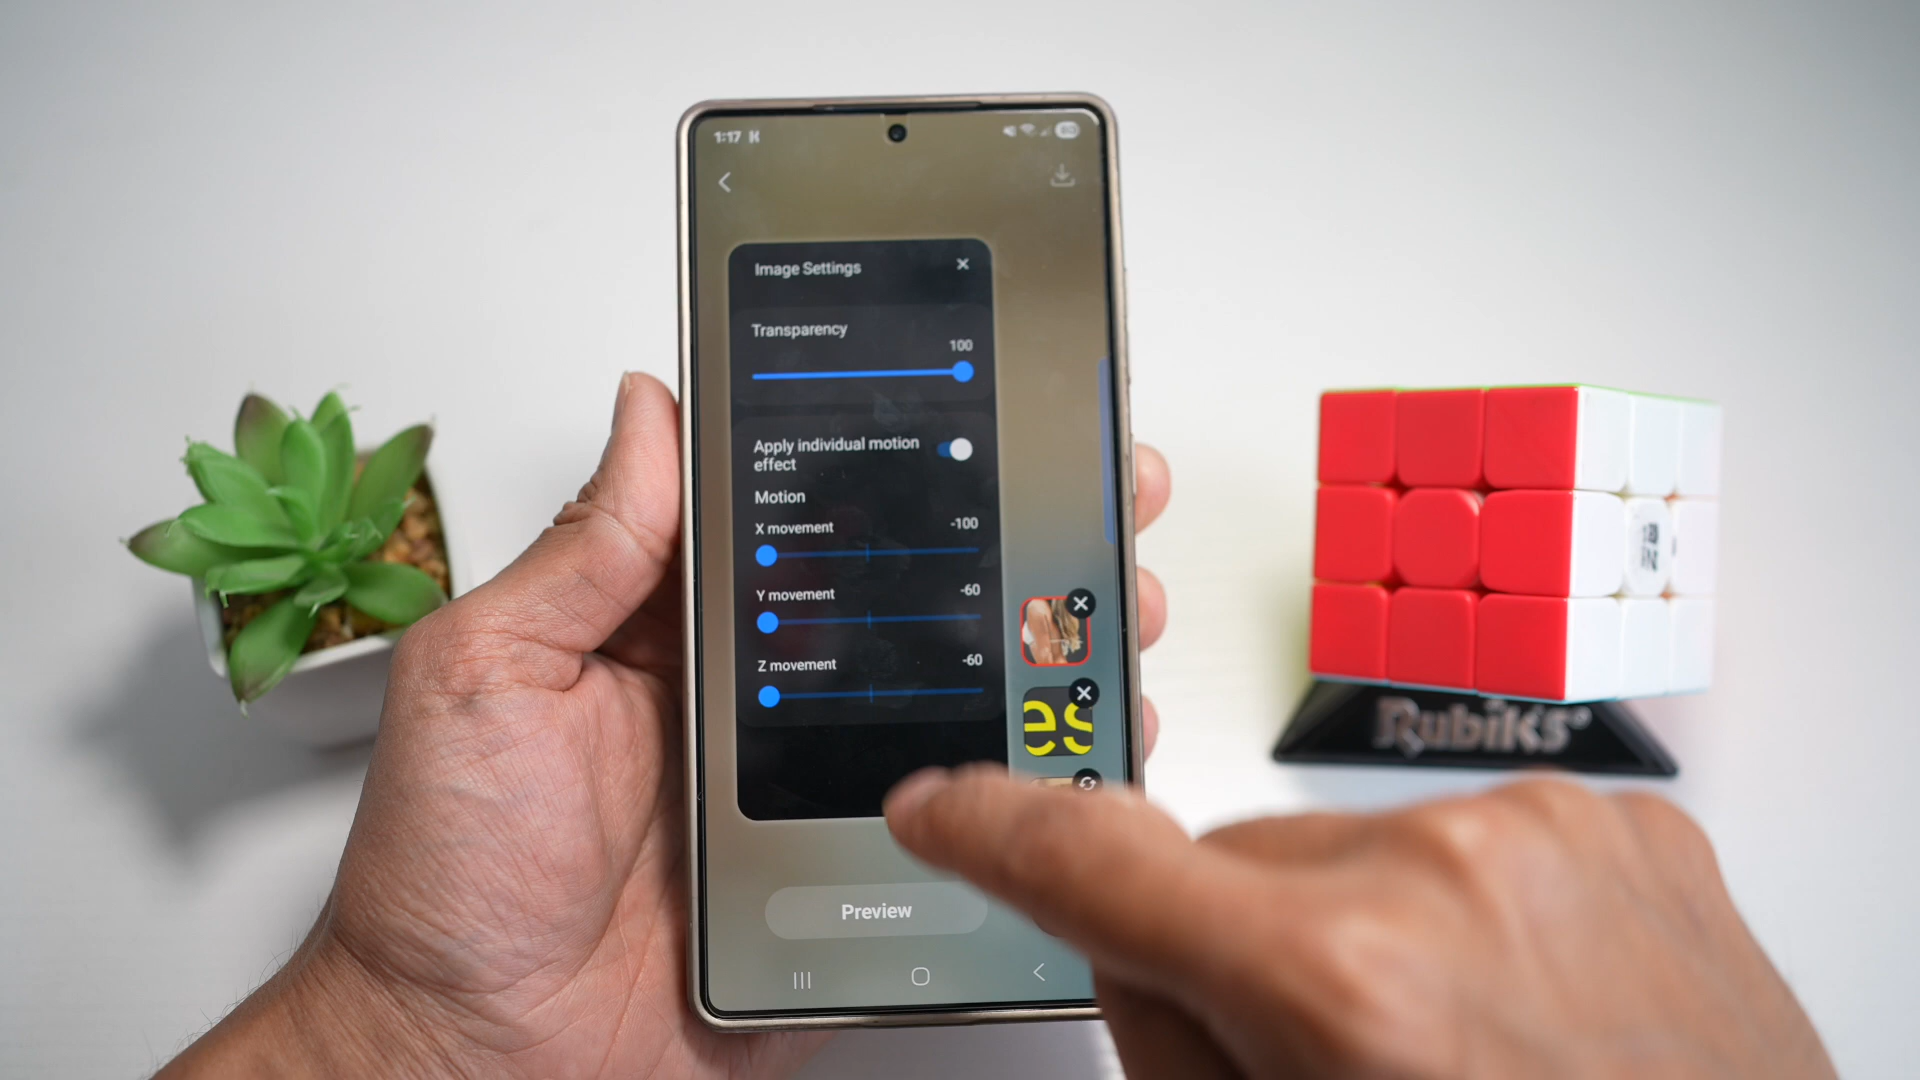 1:17
Image Settings
Transparency
100
Apply individual motion
effect
Motion
X movement
-100
Y movement
-60
Z movement
-60
es
Preview
Rubik's